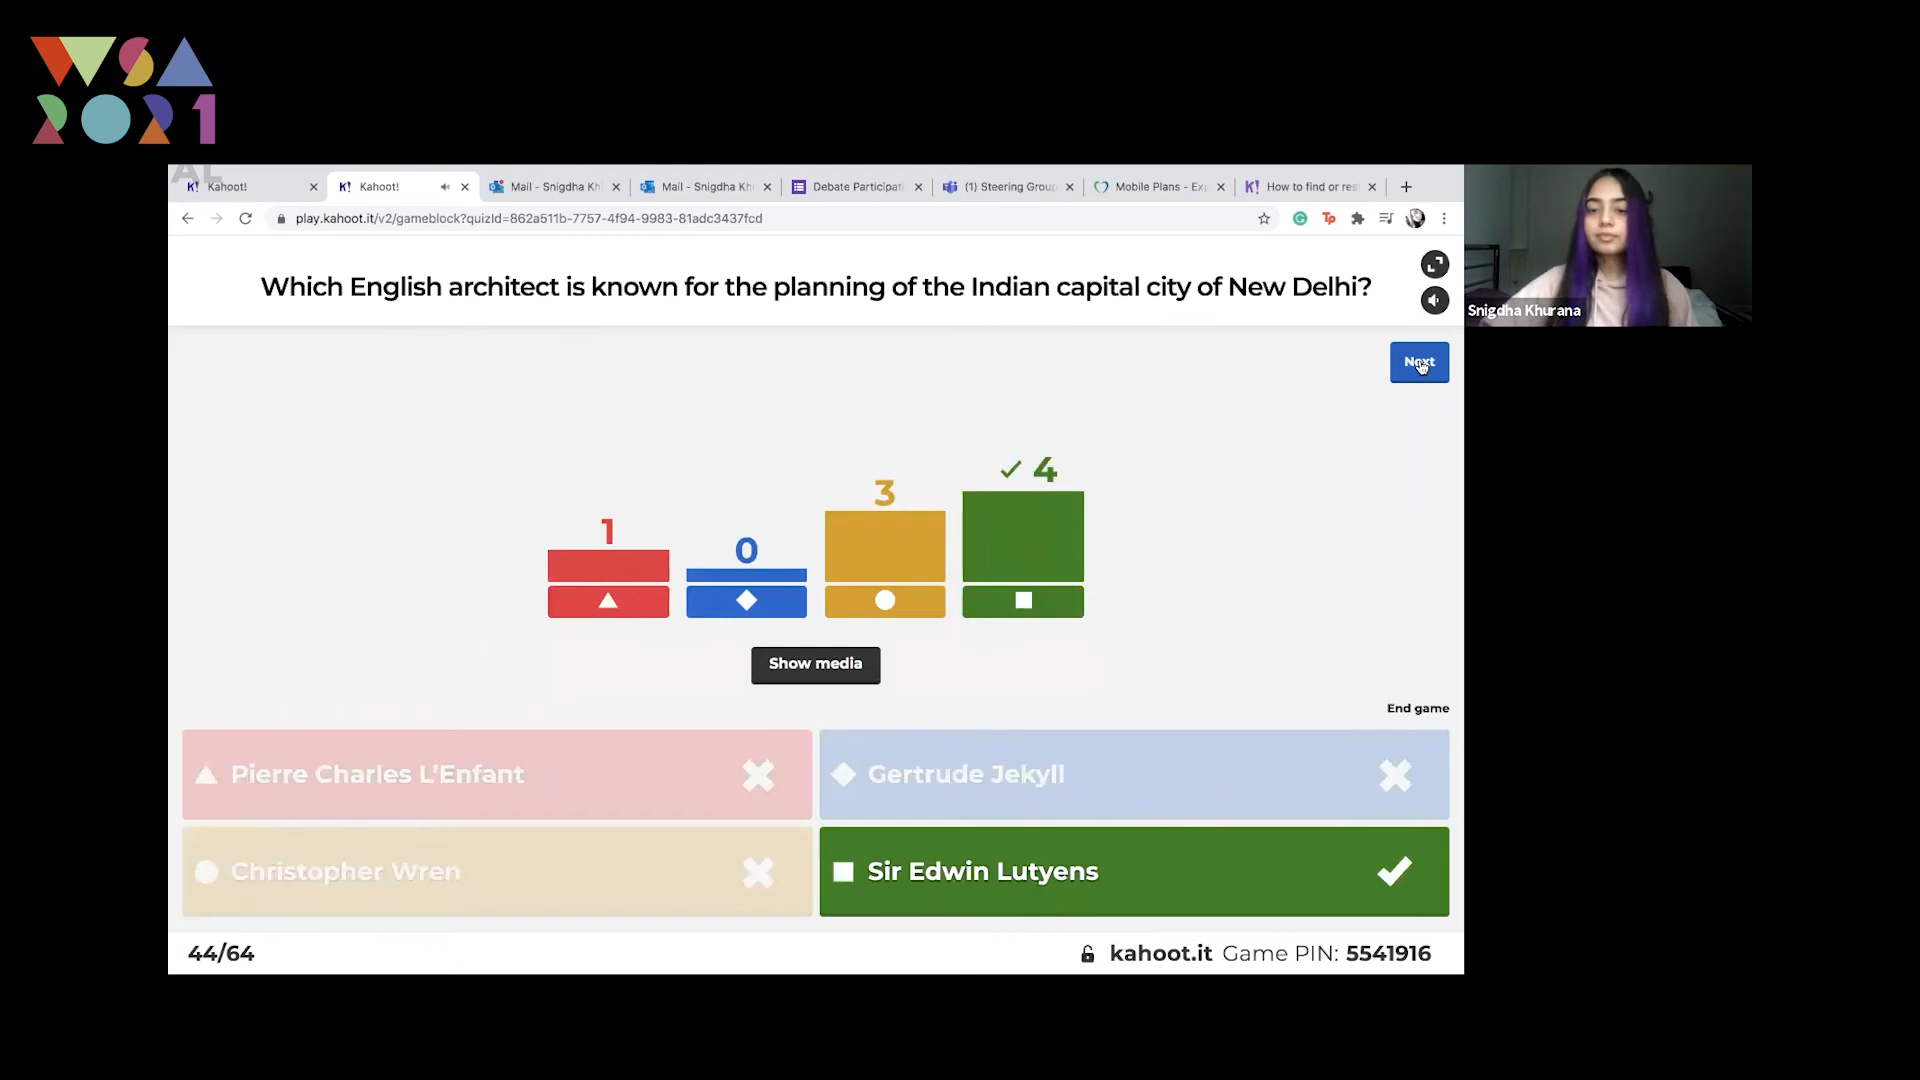 WSA
2021
AL
Kahoot!
Kahoot!
Mail - Snigdha Kh
Mail - Snigdha Kh
Debate Participat
(1) Steering Group
Mobile Plans - Ex
How to find or res
play.kahoot.it/v2/gameblock?quizId=862a511b-7757-4f94-9983-81adc3437fcd
Which English architect is known for the planning of the Indian capital city of New Delhi?
Snigdha Khurana
Next
1
0
3
4
Show media
End game
Pierre Charles L'Enfant
Gertrude Jekyll
Christopher Wren
Sir Edwin Lutyens
44/64
kahoot.it Game PIN: 5541916